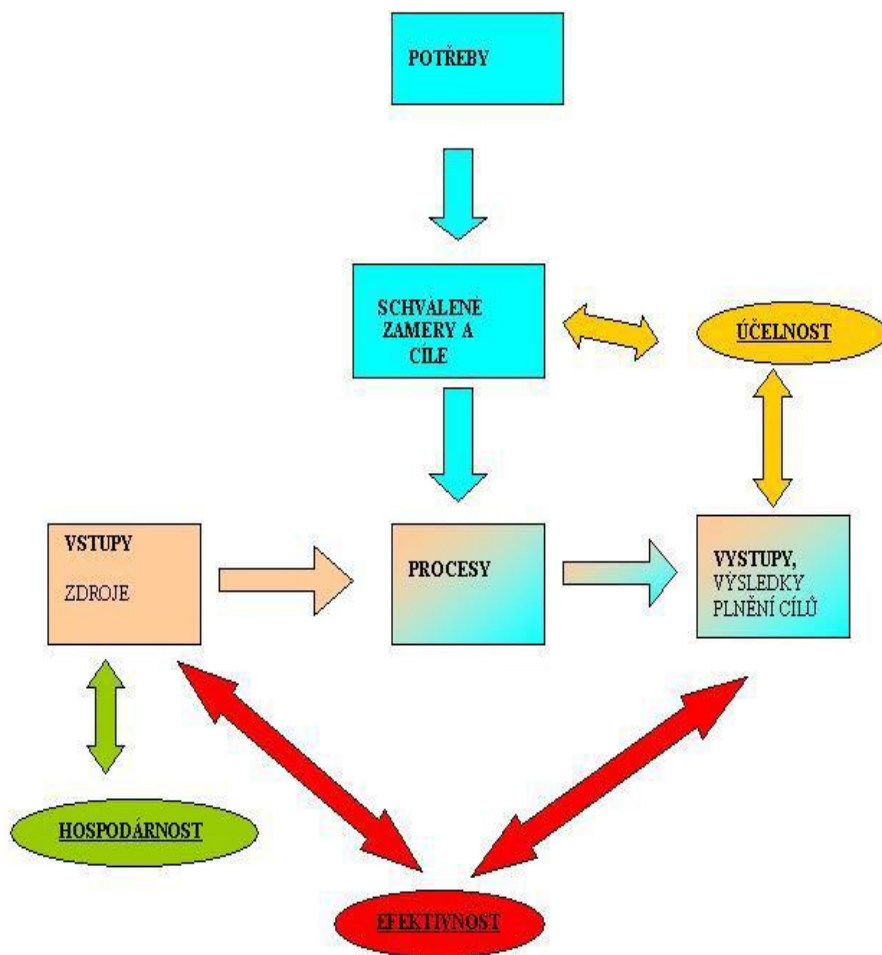 POTŘEBY
SCHVÁLENÉ
ZAMERY A
CÍLE
ÚČELNOST
VSTUPY
ZDROJE
PROCESY
VYSTUPY,
VÝSLEDKY
PLNĚNÍ CÍLŮ
HOSPODÁRNOST
EFEKTIVNOST